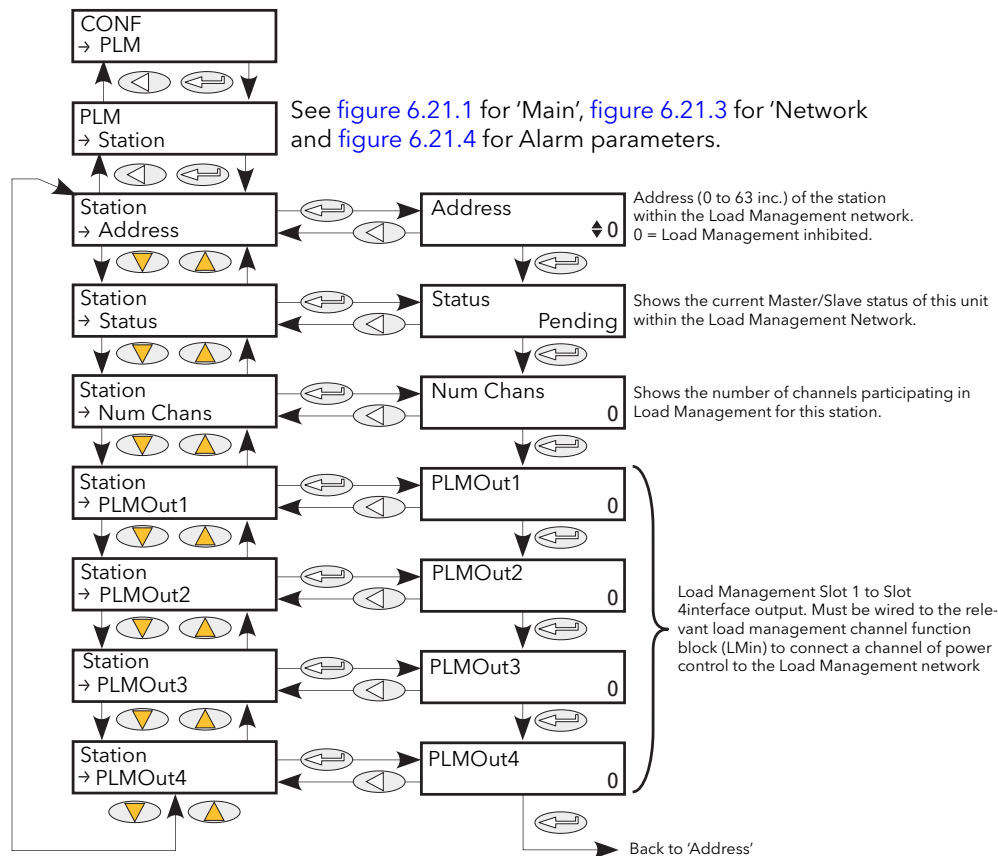 CONF
→ PLM
PLM
→ Station
See figure 6.21.1 for ‘Main’, figure 6.21.3 for ‘Network
and figure 6.21.4 for Alarm parameters.
Station
→ Address
Address
0
Address (0 to 63 inc.) of the station
within the Load Management network.
0 = Load Management inhibited.
Station
→ Status
Status
Pending
Shows the current Master/Slave status of this unit
within the Load Management Network.
Station
→ Num Chans
Num Chans
0
Shows the number of channels participating in
Load Management for this station.
Station
→ PLMOut1
PLMOut1
0
Station
→ PLMOut2
PLMOut2
0
Load Management Slot 1 to Slot
4interface output. Must be wired to the rele-
vant load management channel function
block (LMin) to connect a channel of power
control to the Load Management network
Station
→ PLMOut3
PLMOut3
0
Station
→ PLMOut4
PLMOut4
0
Back to ‘Address’